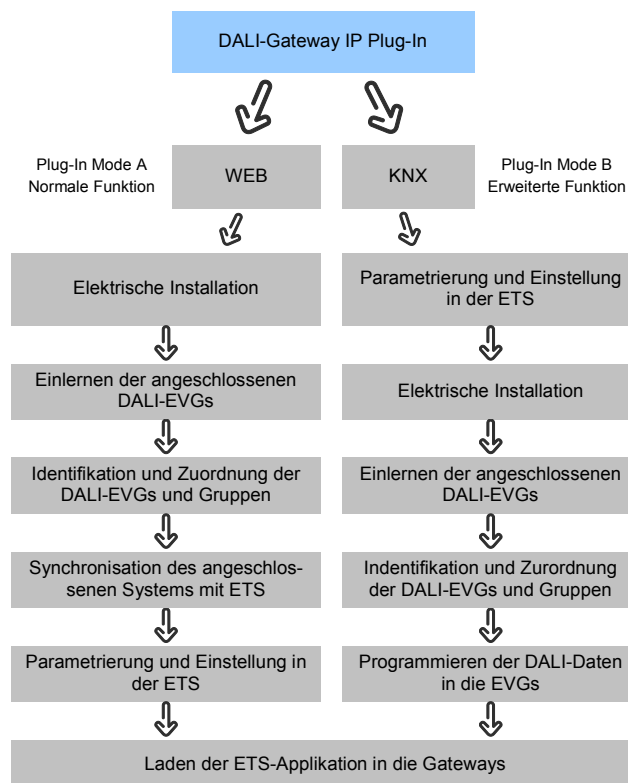 DALI-Gateway IP Plug-In
Plug-In Mode A
Normale Funktion
WEB
KNX
Plug-In Mode B
Erweiterte Funktion
Elektrische Installation
Einlernen der angeschlossenen
DALI-EVGs
Identifikation und Zuordnung der
DALI-EVGs und Gruppen
Synchronisation des angeschlos-
senen Systems mit ETS
Parametrierung und Einstellung in
der ETS
Parametrierung und Einstellung
in der ETS
Elektrische Installation
Einlernen der angeschlossenen
DALI-EVGs
Indentifikation und Zurordnung
der DALI-EVGs und Gruppen
Programmieren der DALI-Daten
in die EVGs
Laden der ETS-Applikation in die Gateways